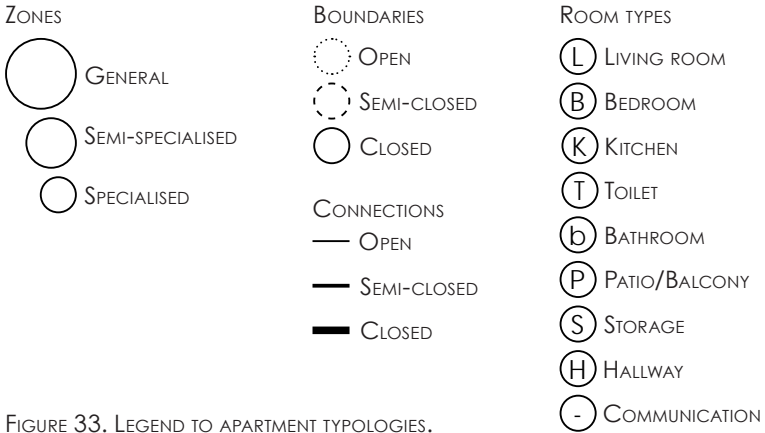 Zones
General
Semi-specialised
Specialised
Boundaries
Open
Semi-closed
Closed
Connections
Open
Semi-closed
Closed
Room types
L Living room
B Bedroom
K Kitchen
T Toilet
b Bathroom
P Patio/Balcony
S Storage
H Hallway
- Communication
Figure 33. Legend to apartment typologies.